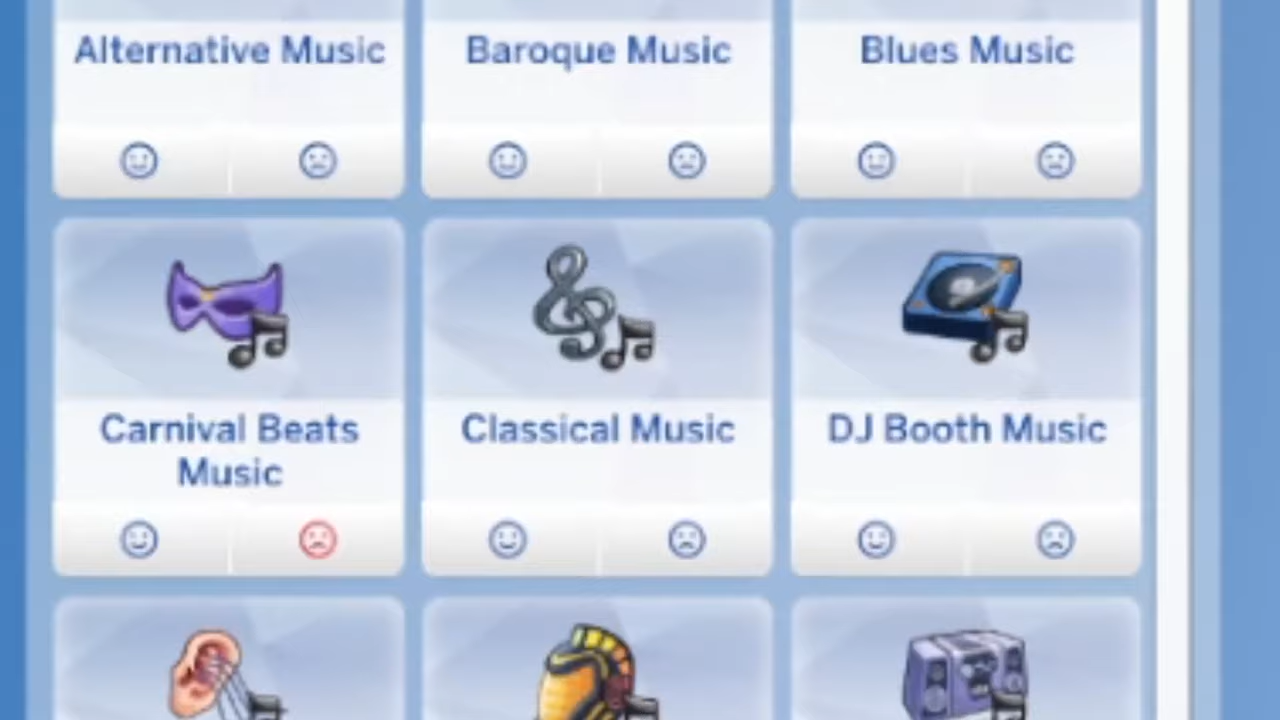 Alternative Music
Baroque Music
Blues Music
Carnival Beats
Music
Classical Music
DJ Booth Music